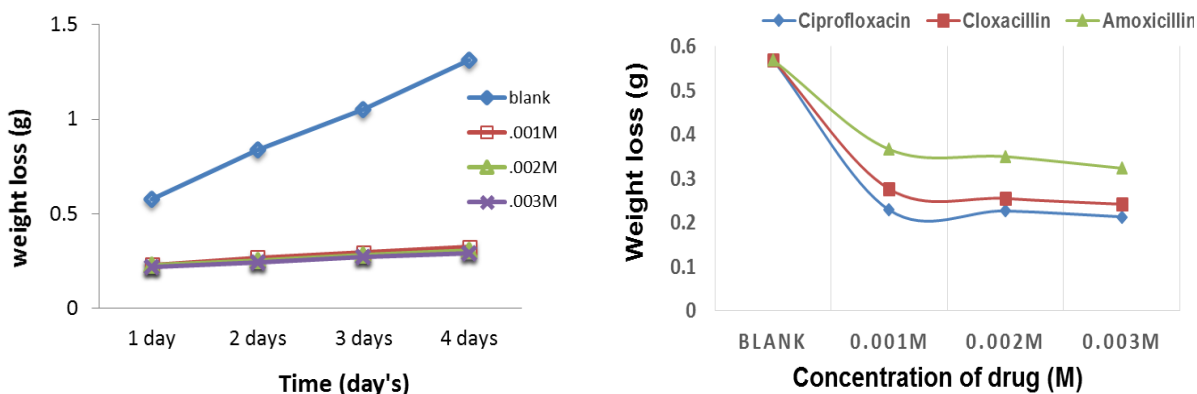 weight loss (g)
1.5
1
0.5
0
1 day 2 days 3 days 4 days
Time (day's)
blank
.001M
.002M
.003M
Ciprofloxacin Cloxacillin Amoxicillin
Weight loss (g)
0.6
0.5
0.4
0.3
0.2
0.1
0
BLANK 0.001M 0.002M 0.003M
Concentration of drug (M)